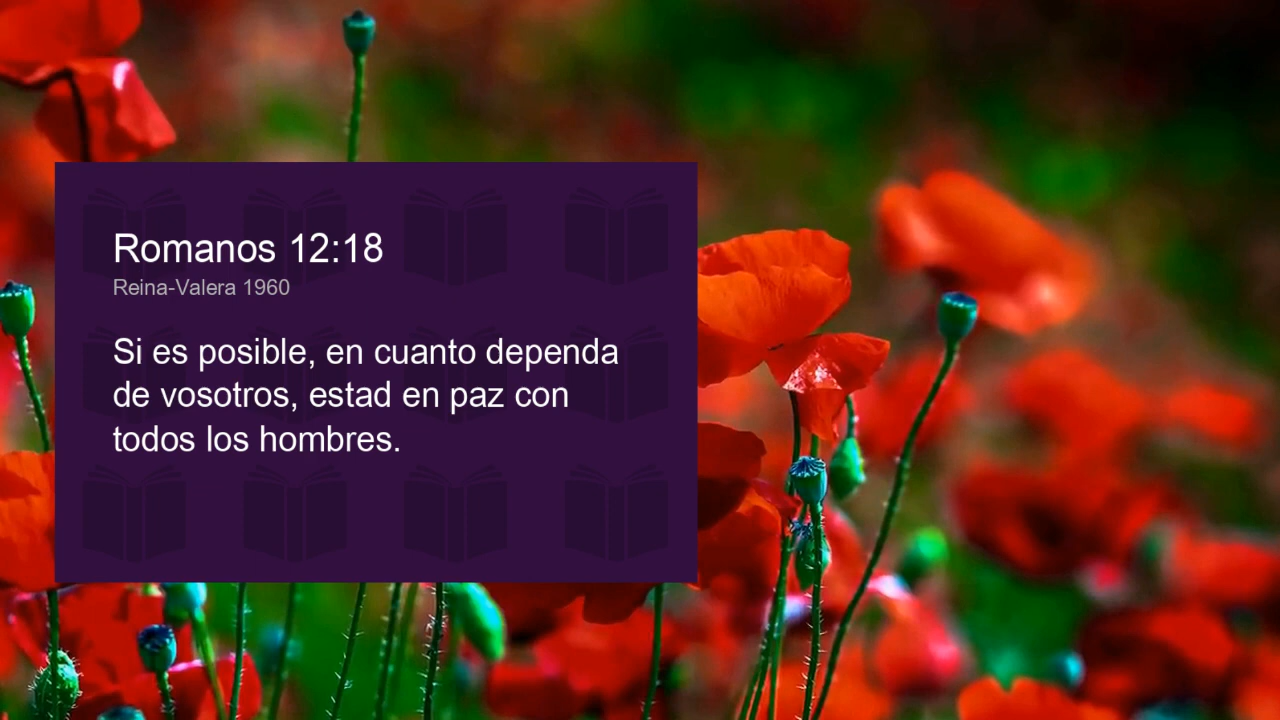 Romanos 12:18
Reina-Valera 1960
Si es posible, en cuanto dependa
de vosotros, estad en paz con
todos los hombres.